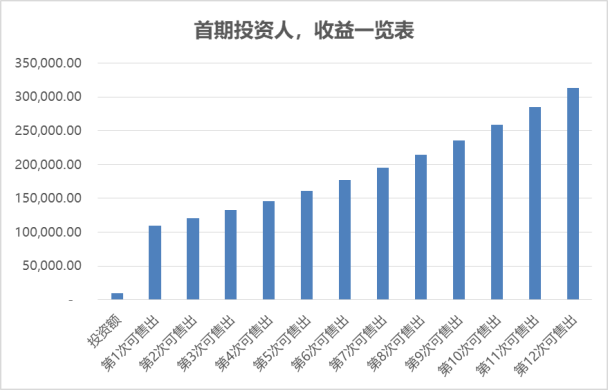 首期投资人，收益一览表
350,000.00
300,000.00
250,000.00
200,000.00
150,000.00
100,000.00
50,000.00
-
投资额
第1次可售出
第2次可售出
第3次可售出
第4次可售出
第5次可售出
第6次可售出
第7次可售出
第8次可售出
第9次可售出
第10次可售出
第11次可售出
第12次可售出